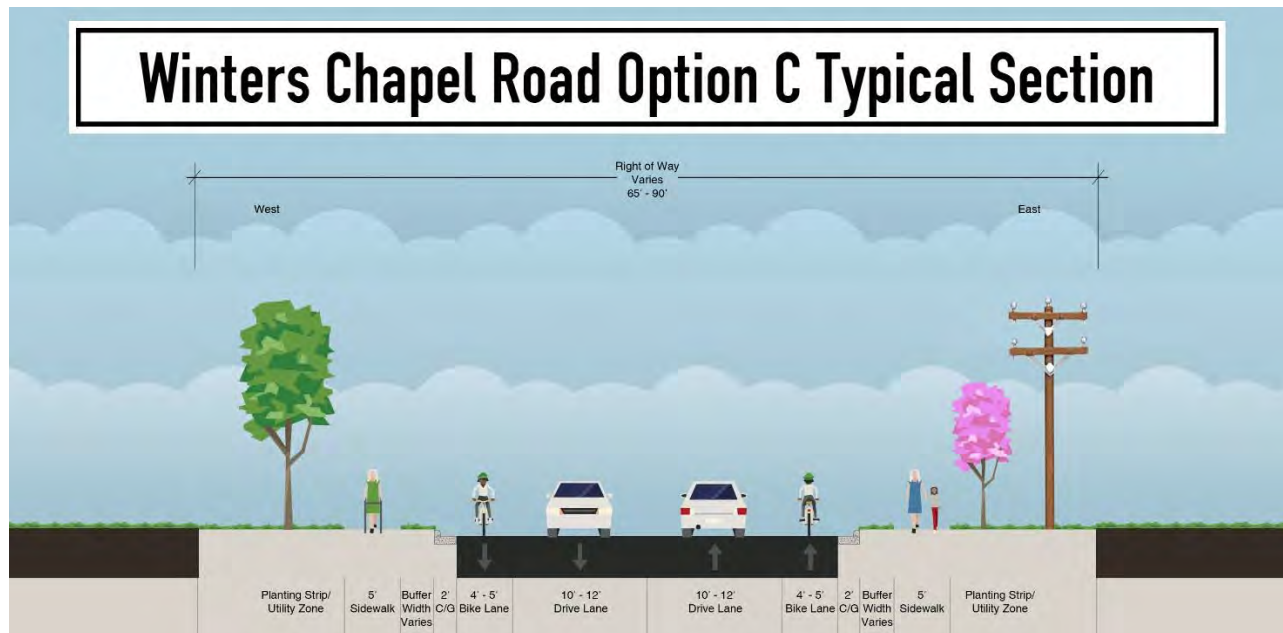 Winters Chapel Road Option C Typical Section
Right of Way
Varies
65' - 90'
West
East
Planting Strip/
Utility Zone
5'
Sidewalk
Buffer
Width
Varies
2'
C/G
4' - 5'
Bike Lane
10' - 12'
Drive Lane
10' - 12'
Drive Lane
4' - 5'
Bike Lane
2'
C/G
Buffer
Width
Varies
5'
Sidewalk
Planting Strip/
Utility Zone